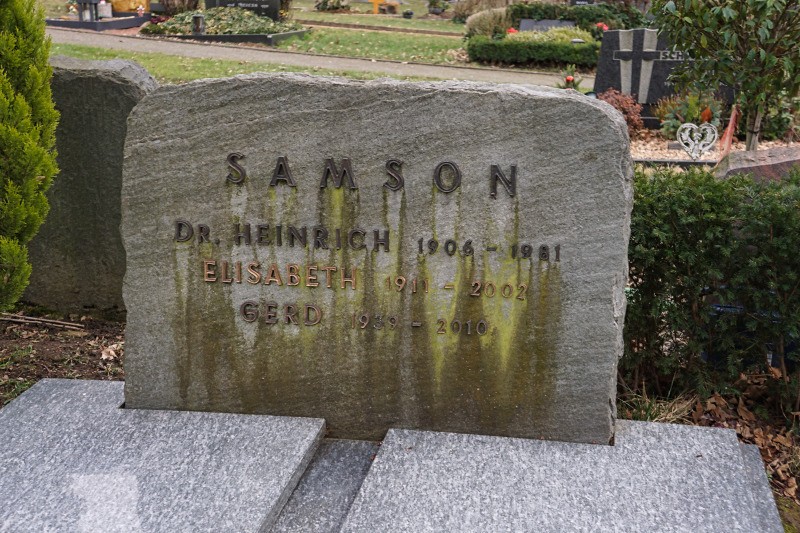 SAMSON
DR. HEINRICH 1906 - 1981
ELISABETH 1911 - 2002
GERD 1939 - 2010